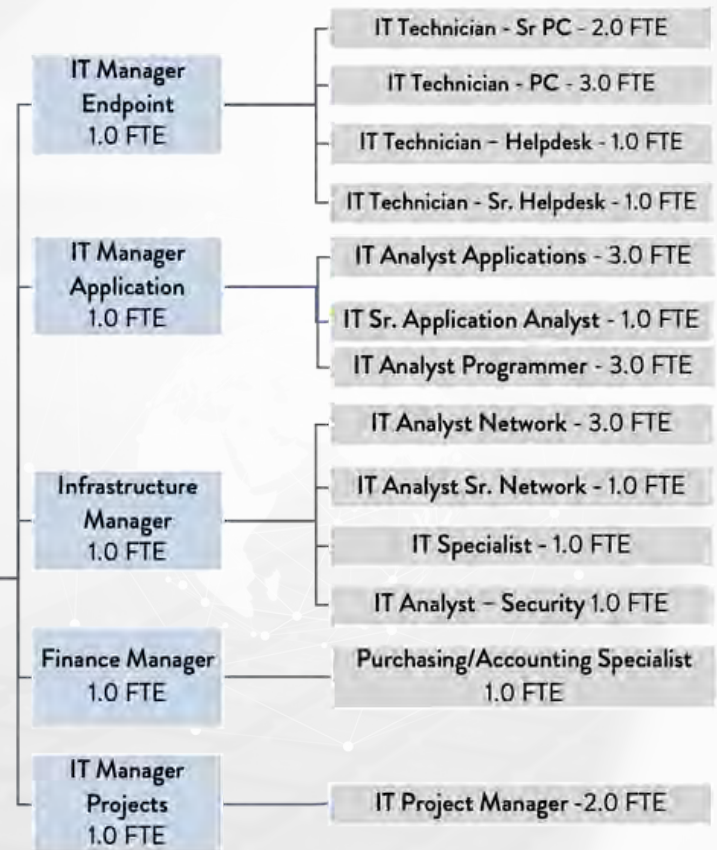 IT Manager
Endpoint
1.0 FTE
IT Technician - Sr PC - 2.0 FTE
IT Technician - PC - 3.0 FTE
IT Technician – Helpdesk - 1.0 FTE
IT Technician - Sr. Helpdesk - 1.0 FTE
IT Manager
Application
1.0 FTE
IT Analyst Applications - 3.0 FTE
IT Sr. Application Analyst - 1.0 FTE
IT Analyst Programmer - 3.0 FTE
Infrastructure
Manager
1.0 FTE
IT Analyst Network - 3.0 FTE
IT Analyst Sr. Network - 1.0 FTE
IT Specialist - 1.0 FTE
IT Analyst – Security 1.0 FTE
Finance Manager
1.0 FTE
Purchasing/Accounting Specialist
1.0 FTE
IT Manager
Projects
1.0 FTE
IT Project Manager -2.0 FTE